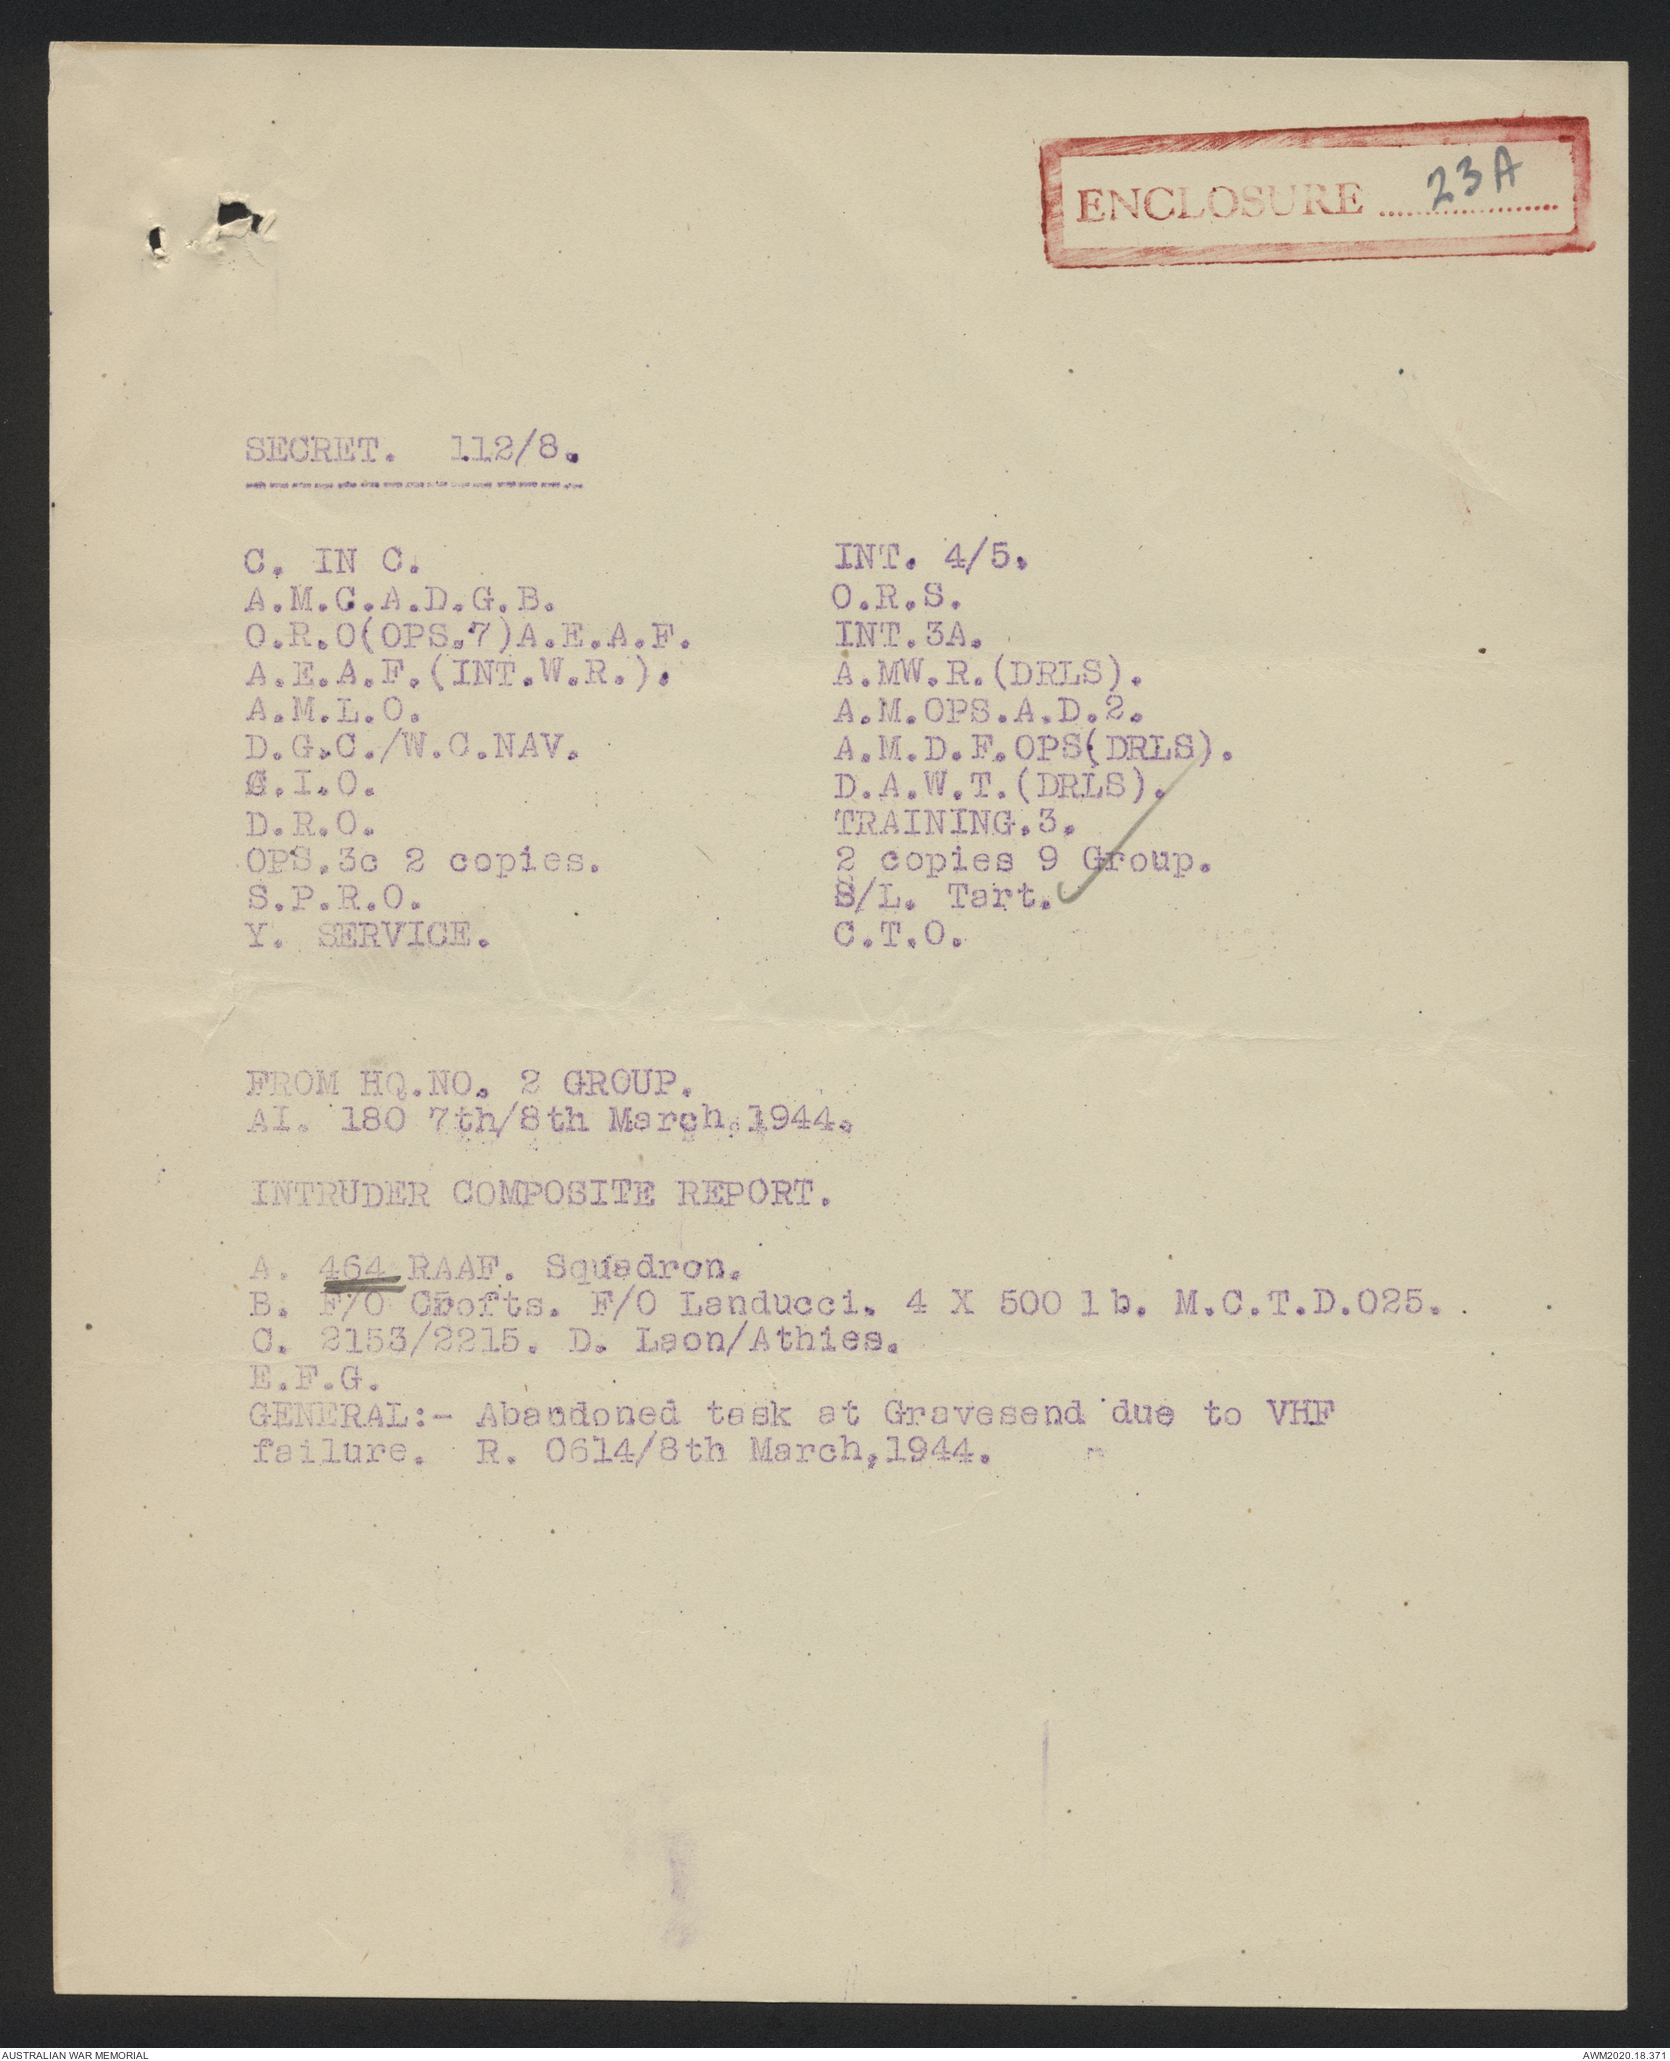 ENCLOSURE 23A
SECRET. 112/8.
C. IN C.
A.M.C.A.D.G.B.
O.R.O(OPS.7)A.E.A.F.
A.E.A.F.(INT.W.R.).
A.M.L.O.
D.G.C./W.C.NAV.
G.I.O.
D.R.O.
OPS.3c 2 copies.
S.P.R.O.
Y. SERVICE.
INT. 4/5.
O.R.S.
INT.3A.
A.MW.R.(DRLS).
A.M.OPS.A.D.2.
A.M.D.F.OPS(DRLS).
D.A.W.T.(DRLS).
TRAINING.3.
2 copies 9 Group.
S/L. Tart.
C.T.O.
FROM HQ.NO. 2 GROUP.
AI. 180 7th/8th March,1944.
INTRUDER COMPOSITE REPORT.
A. 464 RAAF. Squadron.
B. F/O Crofts. F/O Landucci. 4 X 500 lb. M.C.T.D.025.
C. 2153/2215. D. Laon/Athies.
E.F.G.
GENERAL:- Abandoned task at Gravesend due to VHF
failure. R. 0614/8th March,1944.
AUSTRALIAN WAR MEMORIAL
AWM2020.18.371